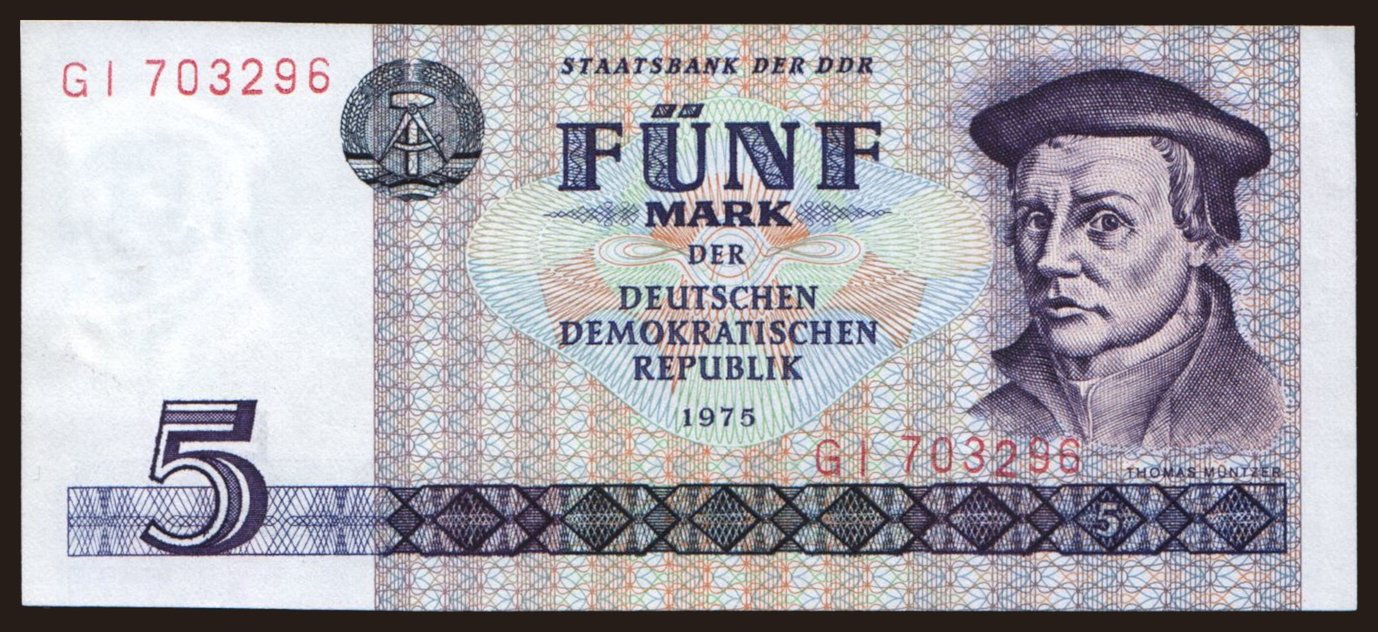 GI 703296
STAATSBANK DER DDR
FÜNF
MARK
DER
DEUTSCHEN
DEMOKRATISCHEN
REPUBLIK
1975
GI 703296
THOMAS MÜNTZER
5
5